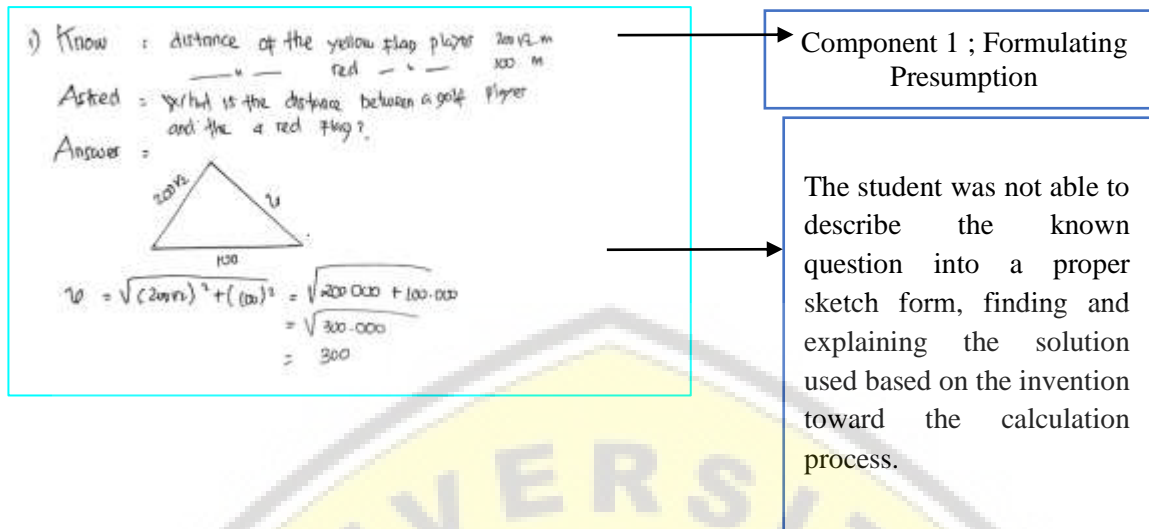 1) Know : distance of the yellow flag player 200√2 m
—— " —— red — " — 100 m
Asked = What is the distance between a golf player
and the a red flag?
Answer =
200√2
v
100
v = √(200√2)² + (100)² = √200.000 + 100.000
= √300.000
= 300
Component 1 ; Formulating
Presumption
The student was not able to
describe the known
question into a proper
sketch form, finding and
explaining the solution
used based on the invention
toward the calculation
process.
VERSI